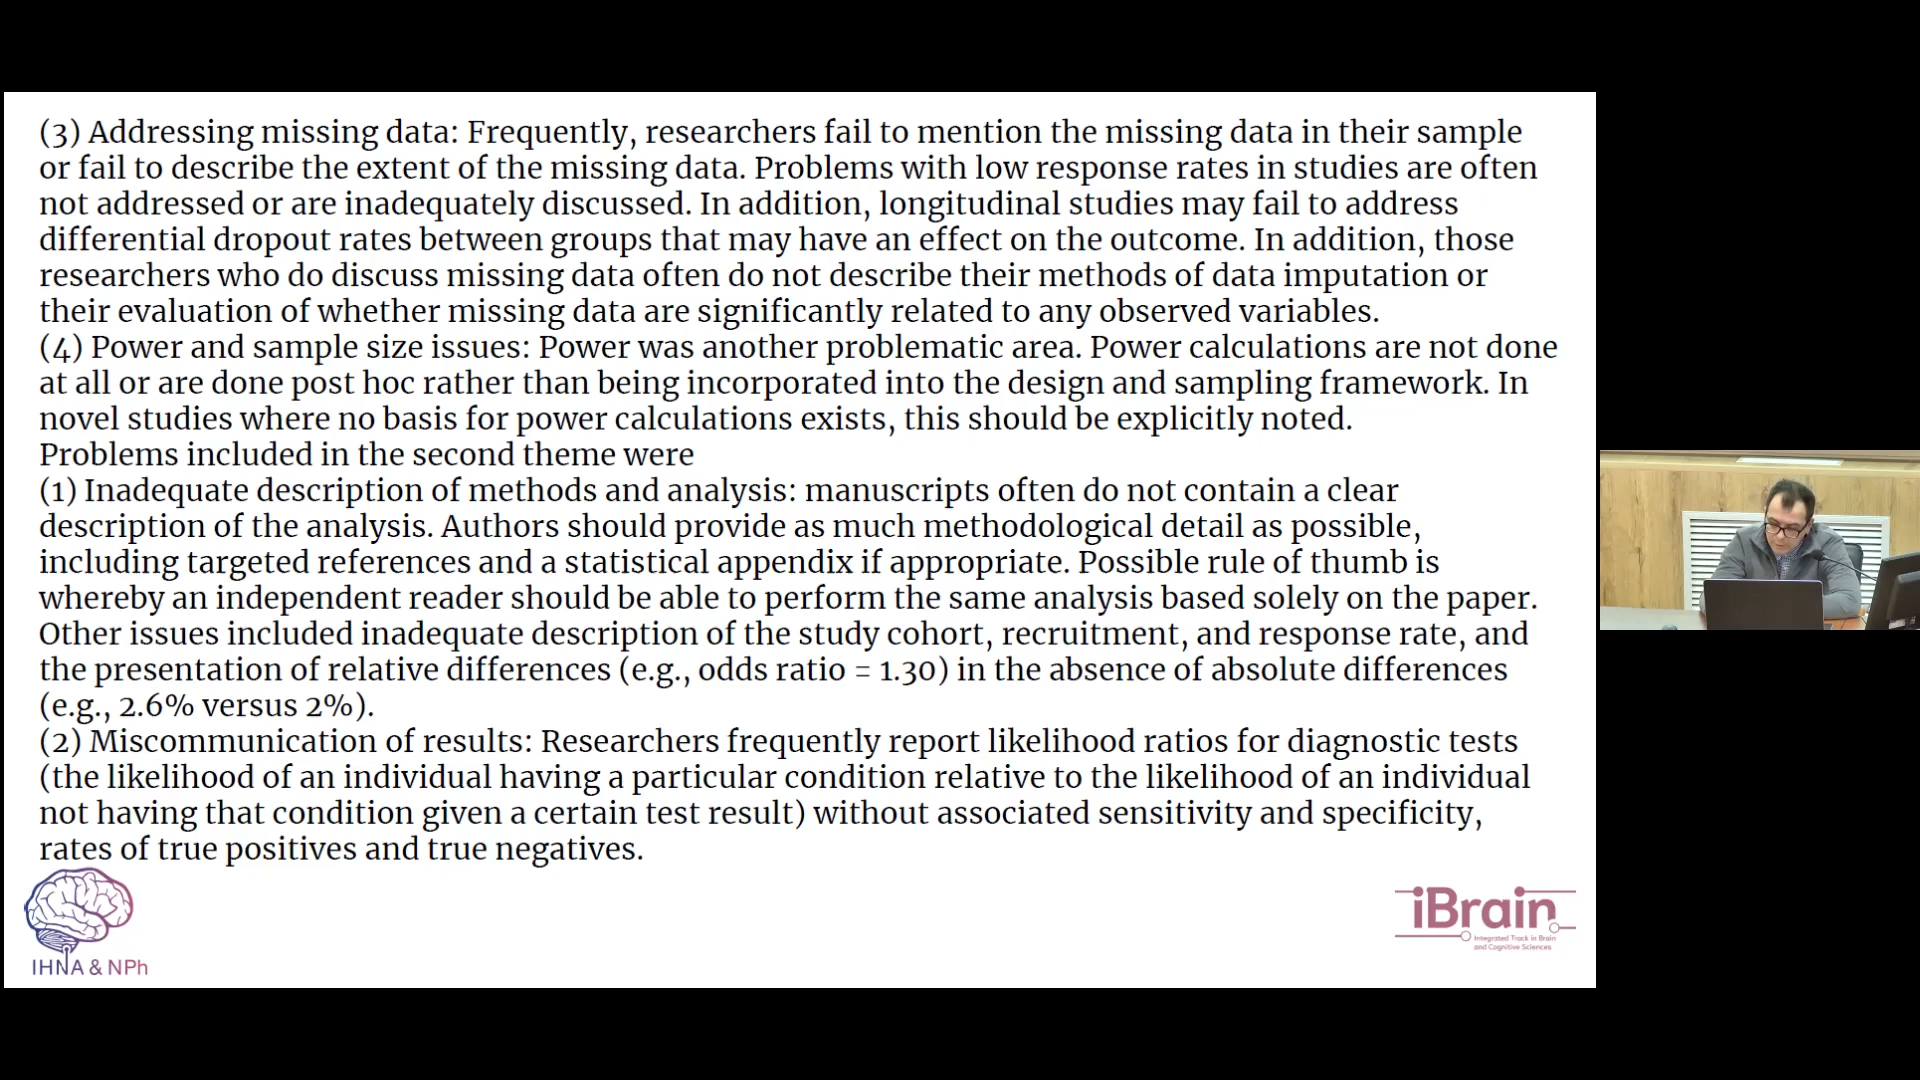 (3) Addressing missing data: Frequently, researchers fail to mention the missing data in their sample
or fail to describe the extent of the missing data. Problems with low response rates in studies are often
not addressed or are inadequately discussed. In addition, longitudinal studies may fail to address
differential dropout rates between groups that may have an effect on the outcome. In addition, those
researchers who do discuss missing data often do not describe their methods of data imputation or
their evaluation of whether missing data are significantly related to any observed variables.
(4) Power and sample size issues: Power was another problematic area. Power calculations are not done
at all or are done post hoc rather than being incorporated into the design and sampling framework. In
novel studies where no basis for power calculations exists, this should be explicitly noted.
Problems included in the second theme were
(1) Inadequate description of methods and analysis: manuscripts often do not contain a clear
description of the analysis. Authors should provide as much methodological detail as possible,
including targeted references and a statistical appendix if appropriate. Possible rule of thumb is
whereby an independent reader should be able to perform the same analysis based solely on the paper.
Other issues included inadequate description of the study cohort, recruitment, and response rate, and
the presentation of relative differences (e.g., odds ratio = 1.30) in the absence of absolute differences
(e.g., 2.6% versus 2%).
(2) Miscommunication of results: Researchers frequently report likelihood ratios for diagnostic tests
(the likelihood of an individual having a particular condition relative to the likelihood of an individual
not having that condition given a certain test result) without associated sensitivity and specificity,
rates of true positives and true negatives.
IHNA & NPh
iBrain
Integrated Track in Brain
and Cognitive Sciences